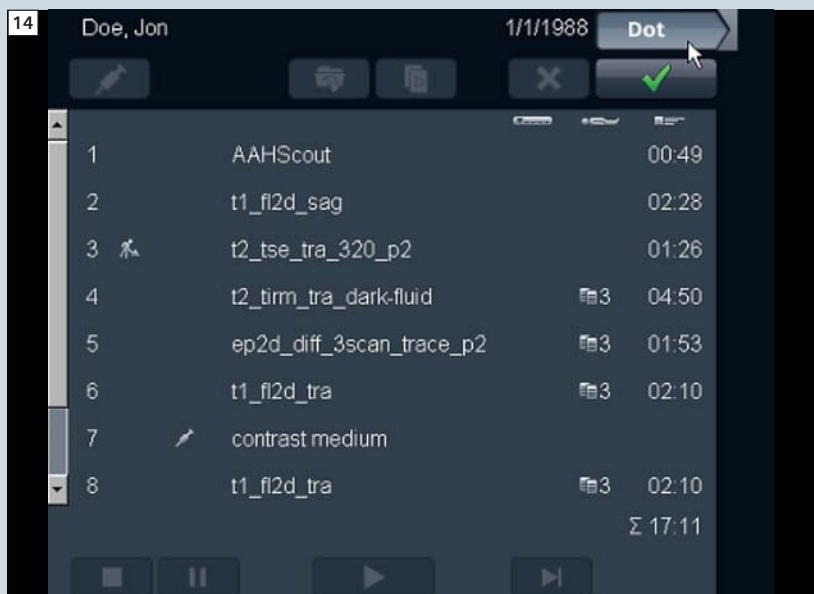 14
Doe, Jon 1/1/1988 Dot
1 AAHScout 00:49
2 t1_fl2d_sag 02:28
3 t2_tse_tra_320_p2 01:26
4 t2_tirm_tra_dark-fluid 3 04:50
5 ep2d_diff_3scan_trace_p2 3 01:53
6 t1_fl2d_tra 3 02:10
7 contrast medium
8 t1_fl2d_tra 3 02:10
Σ 17:11